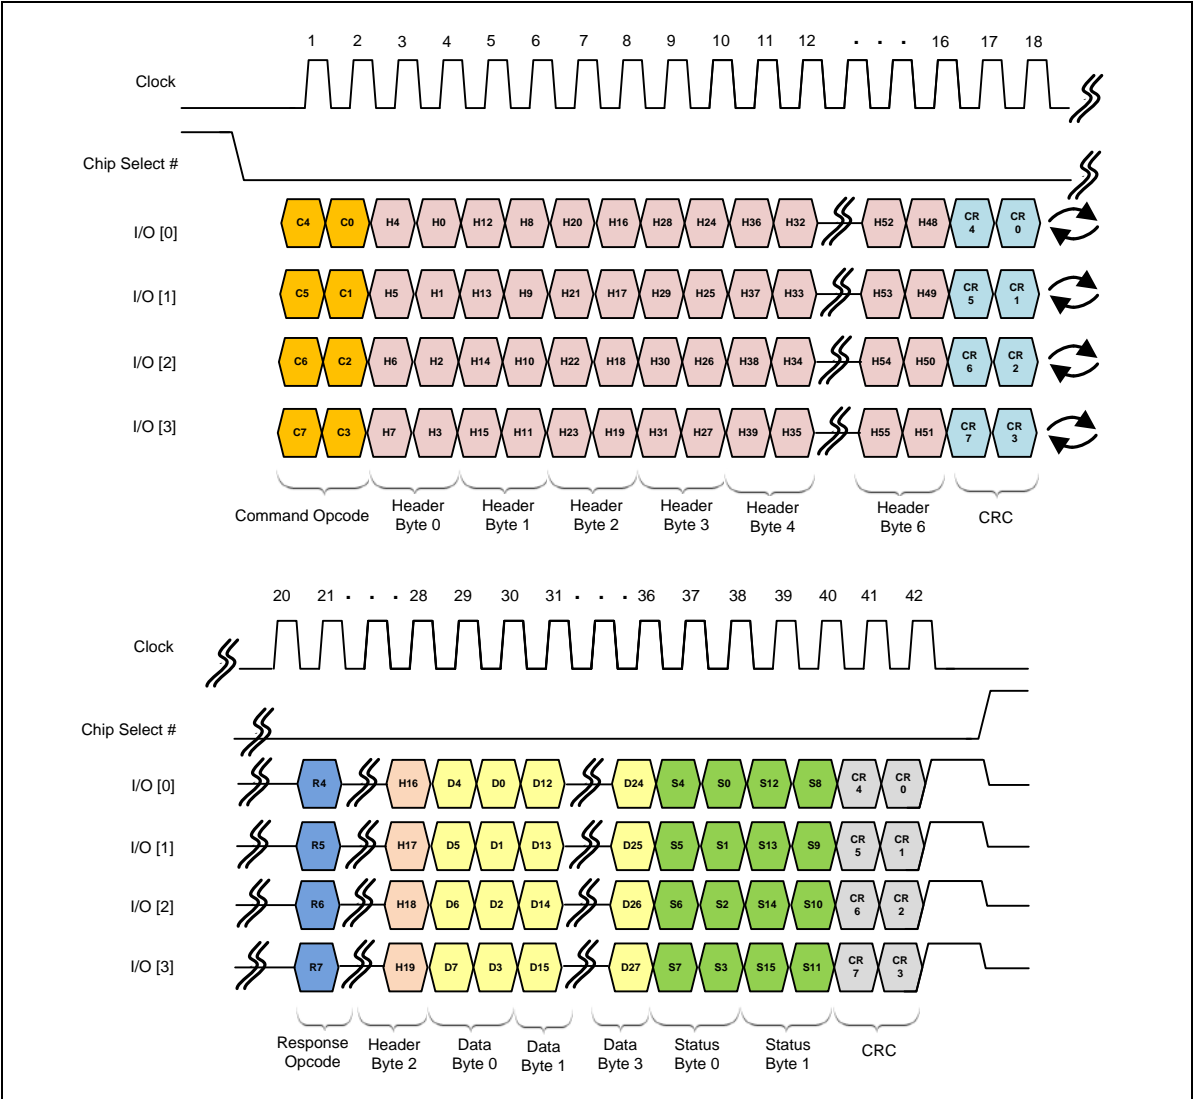 1 2 3 4 5 6 7 8 9 10 11 12 . . . 16 17 18
Clock
Chip Select #
I/O [0] C4 C0 H4 H0 H12 H8 H20 H16 H28 H24 H36 H32 H52 H48 CR 4 CR 0
I/O [1] C5 C1 H5 H1 H13 H9 H21 H17 H29 H25 H37 H33 H53 H49 CR 5 CR 1
I/O [2] C6 C2 H6 H2 H14 H10 H22 H18 H30 H26 H38 H34 H54 H50 CR 6 CR 2
I/O [3] C7 C3 H7 H3 H15 H11 H23 H19 H31 H27 H39 H35 H55 H51 CR 7 CR 3
Command Opcode
Header
Byte 0
Header
Byte 1
Header
Byte 2
Header
Byte 3
Header
Byte 4
Header
Byte 6
CRC
20 21 . . . 28 29 30 31 . . . 36 37 38 39 40 41 42
Clock
Chip Select #
I/O [0] R4 H16 D4 D0 D12 D24 S4 S0 S12 S8 CR 4 CR 0
I/O [1] R5 H17 D5 D1 D13 D25 S5 S1 S13 S9 CR 5 CR 1
I/O [2] R6 H18 D6 D2 D14 D26 S6 S2 S14 S10 CR 6 CR 2
I/O [3] R7 H19 D7 D3 D15 D27 S7 S3 S15 S11 CR 7 CR 3
Response
Opcode
Header
Byte 2
Data
Byte 0
Data
Byte 1
Data
Byte 3
Status
Byte 0
Status
Byte 1
CRC